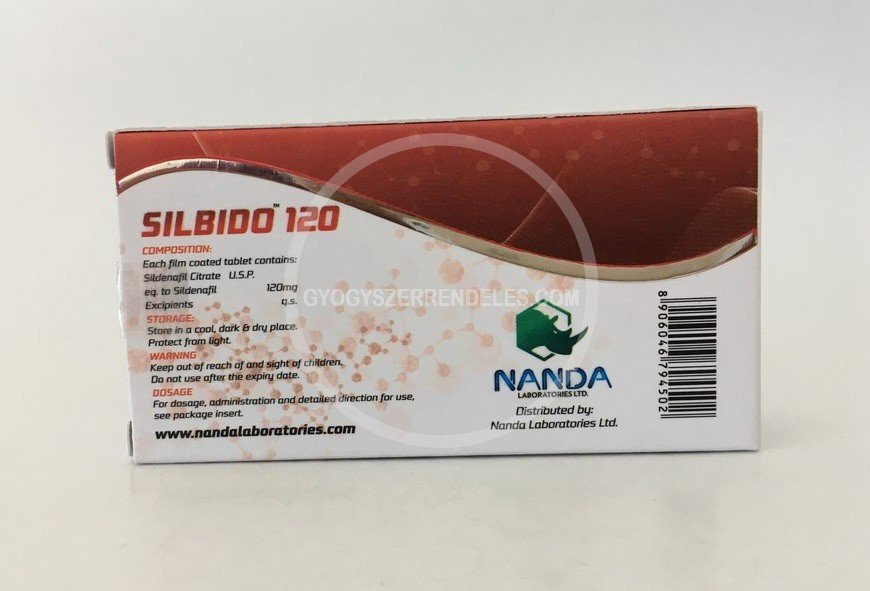 SILBIDO™ 120
COMPOSITION:
Each film coated tablet contains:
Sildenafil Citrate U.S.P.
eq. to Sildenafil 120mg
Excipients q.s.
STORAGE:
Store in a cool, dark & dry place.
Protect from light.
WARNING
Keep out of reach of and sight of children.
Do not use after the expiry date.
DOSAGE
For dosage, administration and detailed direction for use,
see package insert.
www.nandalaboratories.com
GYOGYSZERRENDELES.COM
NANDA
LABORATORIES LTD.
Distributed by:
Nanda Laboratories Ltd.
8906046794502